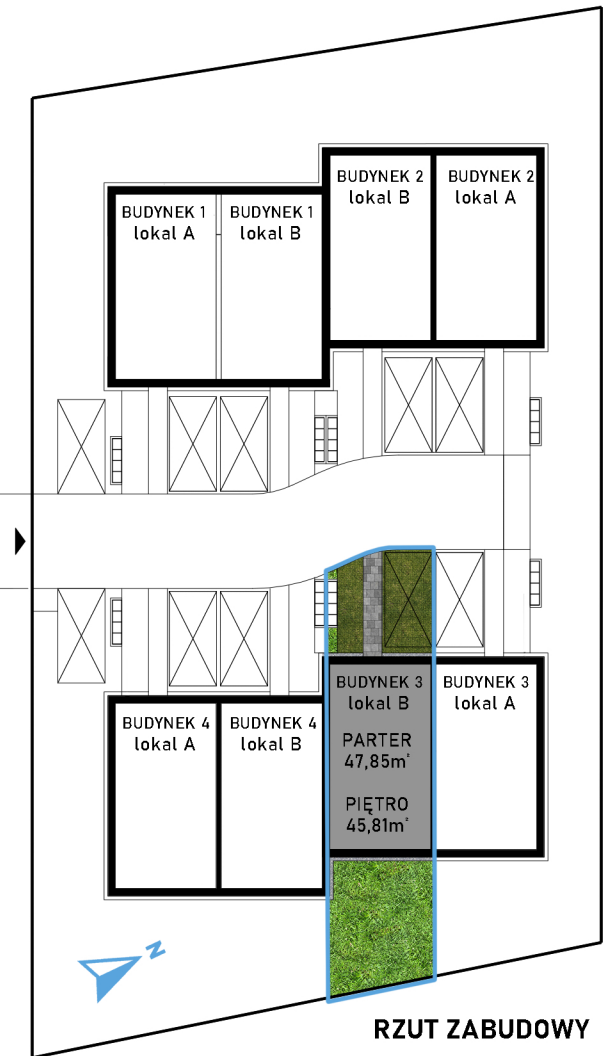 BUDYNEK 1
lokal A
BUDYNEK 1
lokal B
BUDYNEK 2
lokal B
BUDYNEK 2
lokal A
BUDYNEK 4
lokal A
BUDYNEK 4
lokal B
BUDYNEK 3
lokal B
PARTER
47,85m²
PIĘTRO
45,81m²
BUDYNEK 3
lokal A
N
RZUT ZABUDOWY